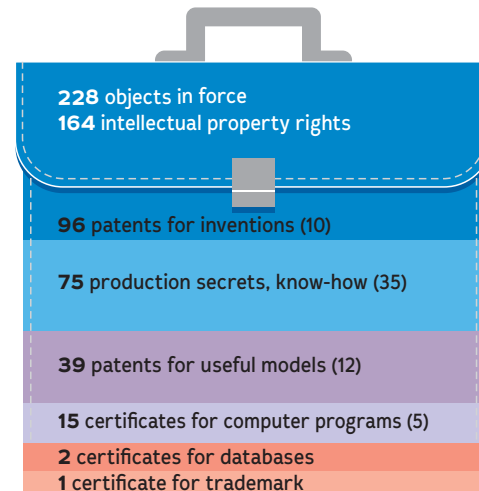 228 objects in force
164 intellectual property rights
96 patents for inventions (10)
75 production secrets, know-how (35)
39 patents for useful models (12)
15 certificates for computer programs (5)
2 certificates for databases
1 certificate for trademark